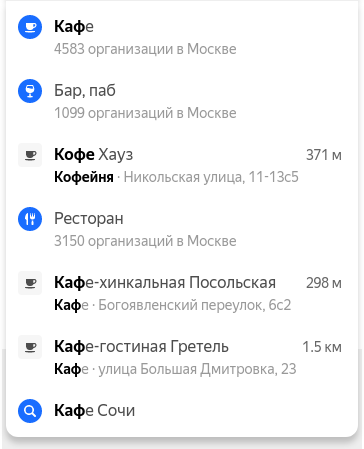 Кафе
4583 организации в Москве
Бар, паб
1099 организаций в Москве
Кофе Хауз 371 м
Кофейня · Никольская улица, 11-13с5
Ресторан
3150 организаций в Москве
Кафе-хинкальная Посольская 298 м
Кафе · Богоявленский переулок, 6с2
Кафе-гостиная Гретель 1.5 км
Кафе · улица Большая Дмитровка, 23
Кафе Сочи